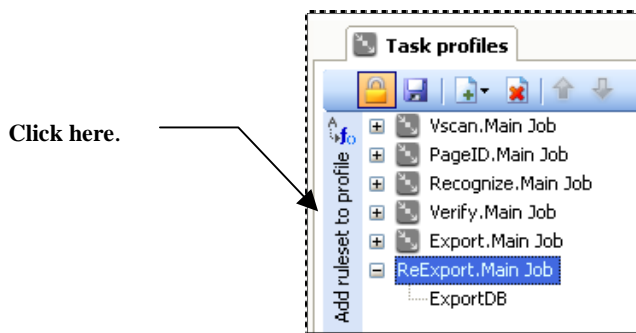 Task profiles
Click here.
Add ruleset to profile
Vscan.Main Job
PageID.Main Job
Recognize.Main Job
Verify.Main Job
Export.Main Job
ReExport.Main Job
ExportDB